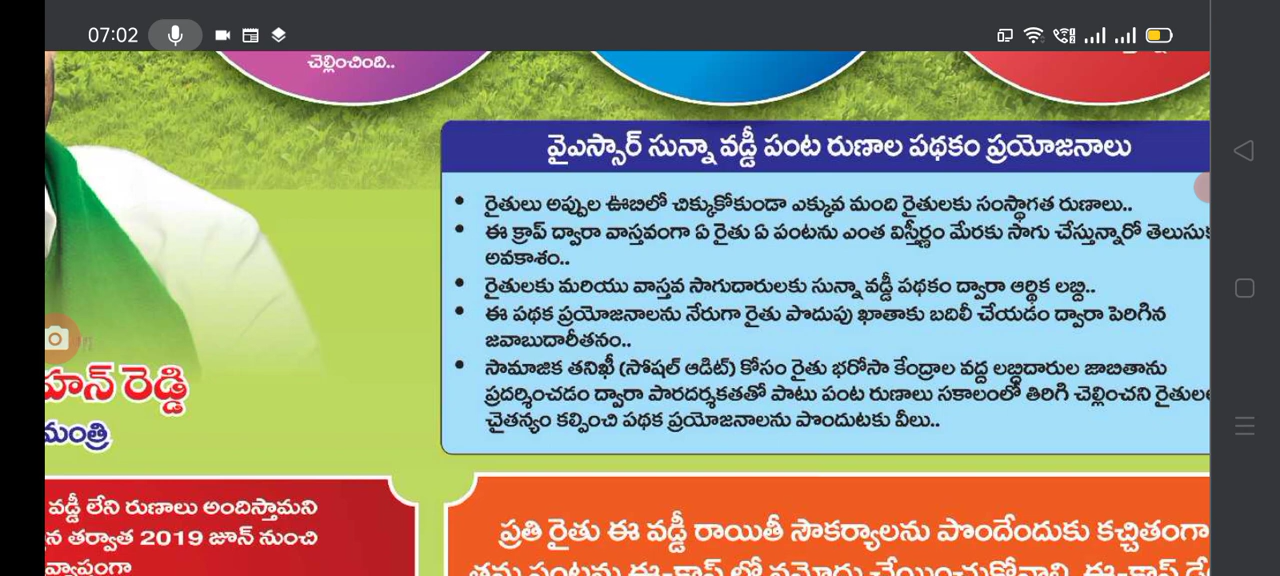 07:02
చెల్లించింది..
వైఎస్సార్ సున్నా వడ్డీ పంట రుణాల పథకం ప్రయోజనాలు
• రైతులు అప్పుల ఊబిలో చిక్కుకోకుండా ఎక్కువ మంది రైతులకు సంస్థాగత రుణాలు..
• ఈ క్రాప్ ద్వారా వాస్తవంగా ఏ రైతు ఏ పంటను ఎంత విస్తీర్ణం మేరకు సాగు చేస్తున్నారో
అవకాశం..
• రైతులకు మరియు వాస్తవ సాగుదారులకు సున్నా వడ్డీ పథకం ద్వారా ఆర్థిక లబ్ది..
• ఈ పథక ప్రయోజనాలను నేరుగా రైతు పొదుపు ఖాతాకు బదిలీ చేయడం ద్వారా పెరిగిన
జవాబుదారీతనం..
• సామాజిక తనిఖీ (సోషల్ ఆడిట్) కోసం రైతు భరోసా కేంద్రాల వద్ద లబ్ధిదారుల జాబితాను
ప్రదర్శించడం ద్వారా పారదర్శకతతో పాటు పంట రుణాలు సకాలంలో తిరిగి చెల్లించని
చైతన్యం కల్పించి పథక ప్రయోజనాలను పొందుటకు వీలు..
రెడ్డి
వడ్డీ లేని రుణాలు అందిస్తామని
తర్వాత 2019 జూన్ నుంచి
ప్రతి రైతు ఈ వడ్డీ రాయితీ సౌకర్యాలను పొందేందుకు కచ్చితంగా